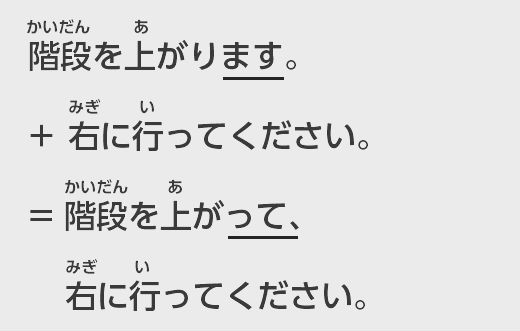 かいだん あ
階段を上がります。
みぎ い
＋ 右に行ってください。
かいだん あ
＝ 階段を上がって、
みぎ い
右に行ってください。